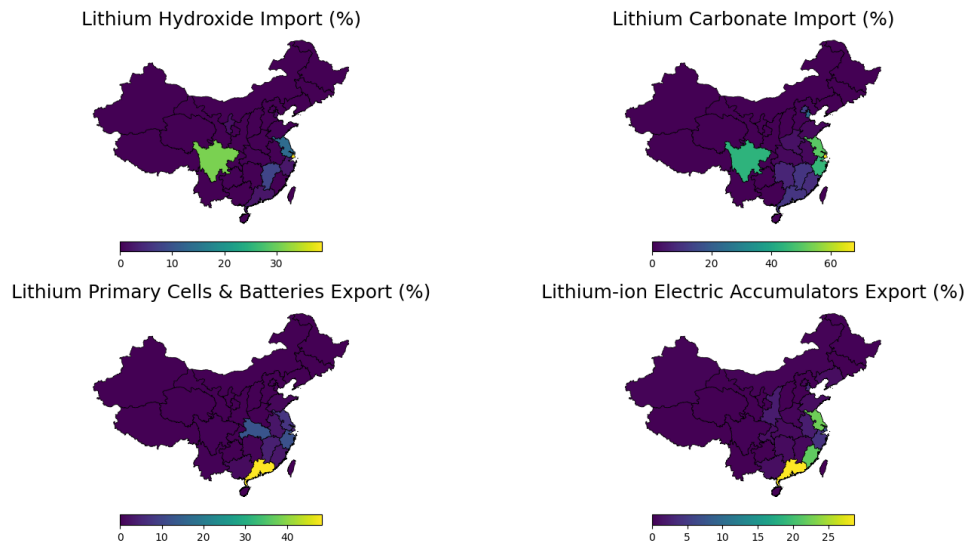 Lithium Hydroxide Import (%)
Lithium Carbonate Import (%)
0 10 20 30
0 20 40 60
Lithium Primary Cells & Batteries Export (%)
Lithium-ion Electric Accumulators Export (%)
0 10 20 30 40
0 5 10 15 20 25